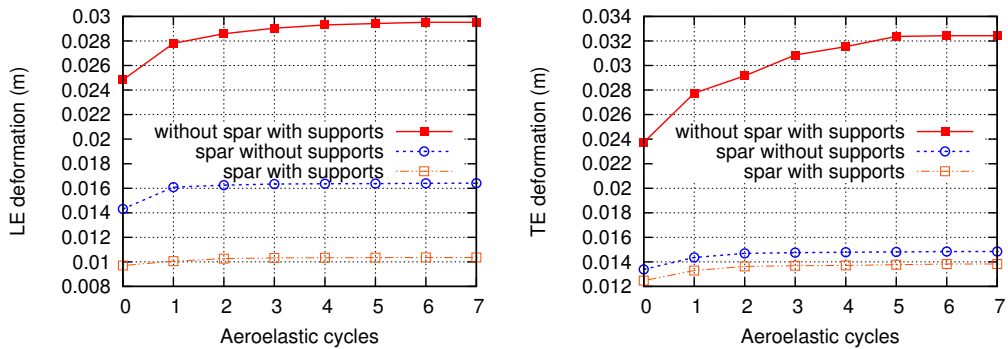 0.03
0.028
0.026
0.024
0.022
0.02
0.018
0.016
0.014
0.012
0.01
0.008
LE deformation (m)
without spar with supports
spar without supports
spar with supports
0 1 2 3 4 5 6 7
Aeroelastic cycles
0.034
0.032
0.03
0.028
0.026
0.024
0.022
0.02
0.018
0.016
0.014
0.012
TE deformation (m)
without spar with supports
spar without supports
spar with supports
0 1 2 3 4 5 6 7
Aeroelastic cycles